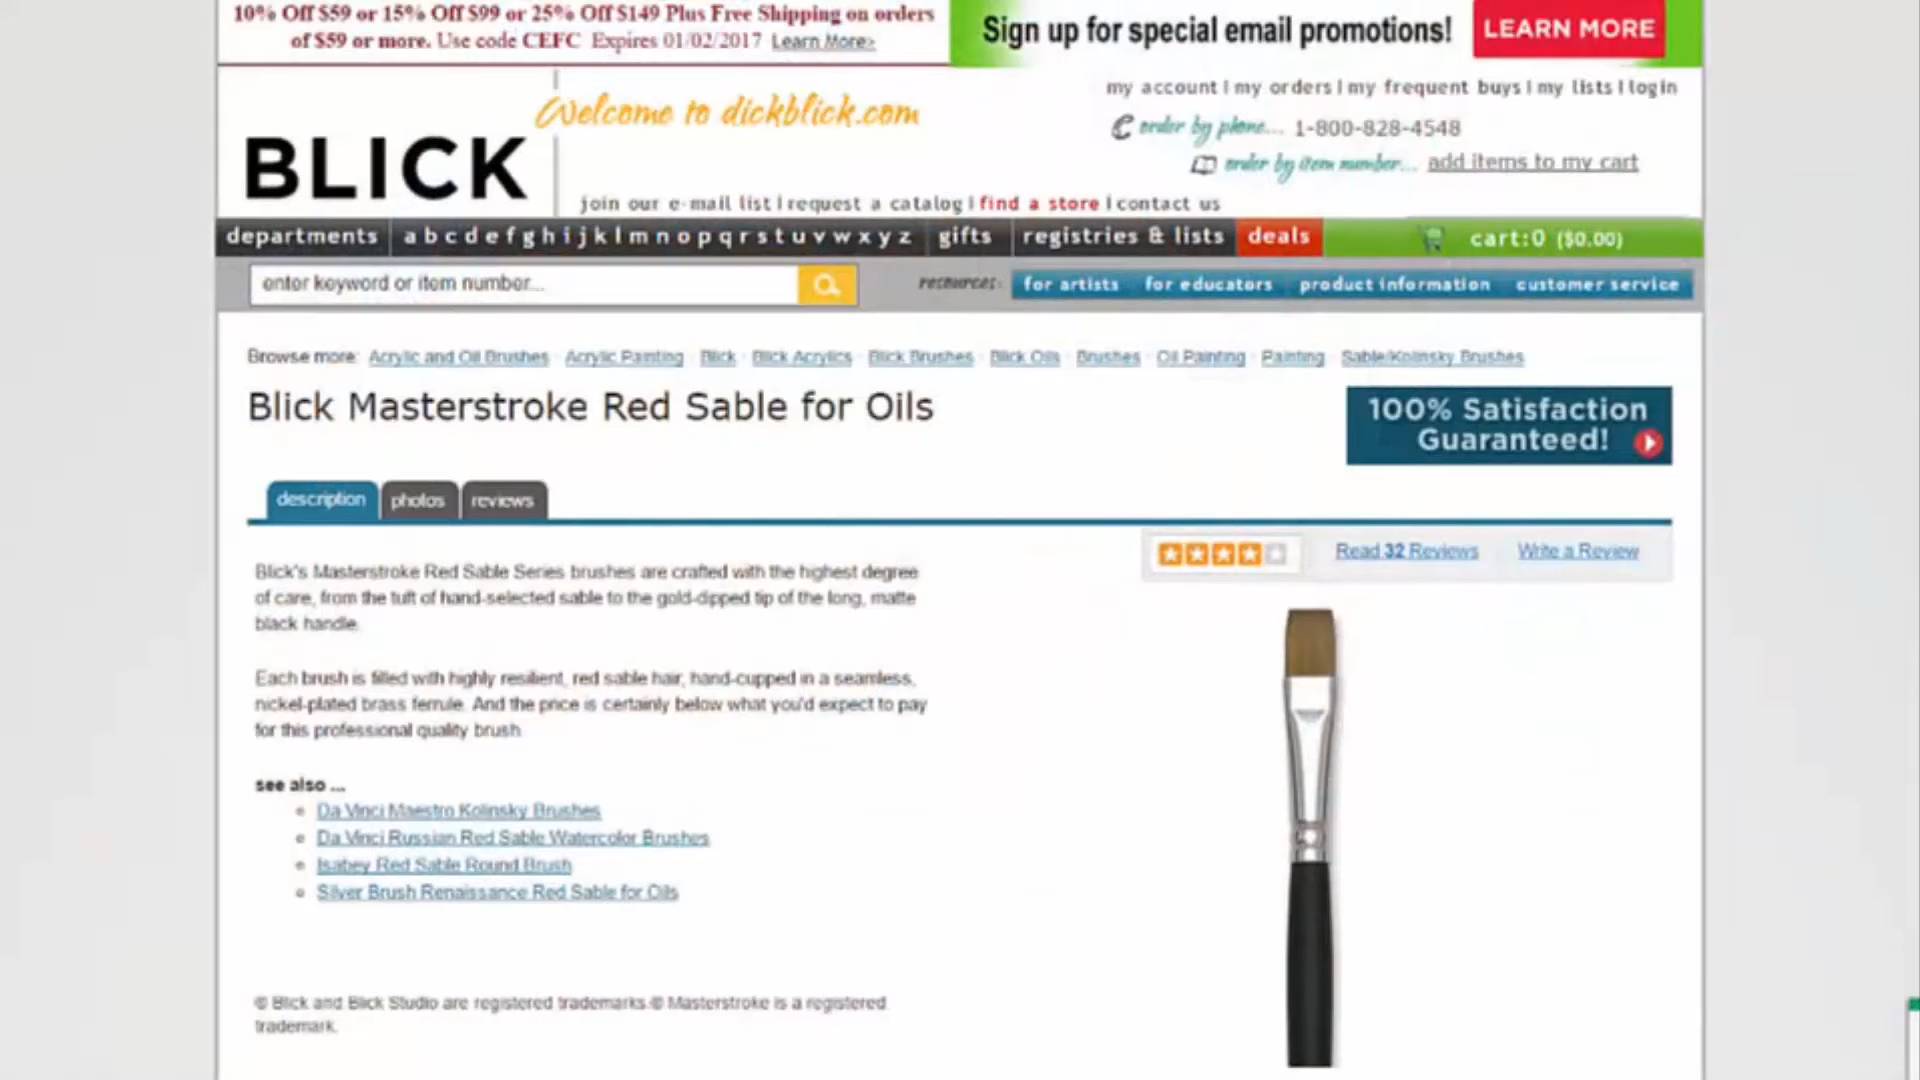 10% Off $59 or 15% Off $99 or 25% Off $149 Plus Free Shipping on orders
of $59 or more. Use code CEFC Expires 01/02/2017 Learn More>
Sign up for special email promotions!
LEARN MORE
my account | my orders | my frequent buys | my lists | login
Welcome to dickblick.com
order by phone... 1-800-828-4548
BLICK
order by item number... add items to my cart
join our e-mail list | request a catalog | find a store | contact us
departments a b c d e f g h i j k l m n o p q r s t u v w x y z gifts registries & lists deals cart:0 ($0.00)
enter keyword or item number...
resources: for artists for educators product information customer service
Browse more: Acrylic and Oil Brushes · Acrylic Painting · Blick · Blick Acrylics · Blick Brushes · Blick Oils · Brushes · Oil Painting · Painting · Sable/Kolinsky Brushes
Blick Masterstroke Red Sable for Oils
100% Satisfaction
Guaranteed!
description photos reviews
Read 32 Reviews Write a Review
Blick's Masterstroke Red Sable Series brushes are crafted with the highest degree
of care, from the tuft of hand-selected sable to the gold-dipped tip of the long, matte
black handle.
Each brush is filled with highly resilient, red sable hair, hand-cupped in a seamless,
nickel-plated brass ferrule. And the price is certainly below what you'd expect to pay
for this professional quality brush.
see also ...
Da Vinci Maestro Kolinsky Brushes
Da Vinci Russian Red Sable Watercolor Brushes
Isabey Red Sable Round Brush
Silver Brush Renaissance Red Sable for Oils
® Blick and Blick Studio are registered trademarks.® Masterstroke is a registered
trademark.